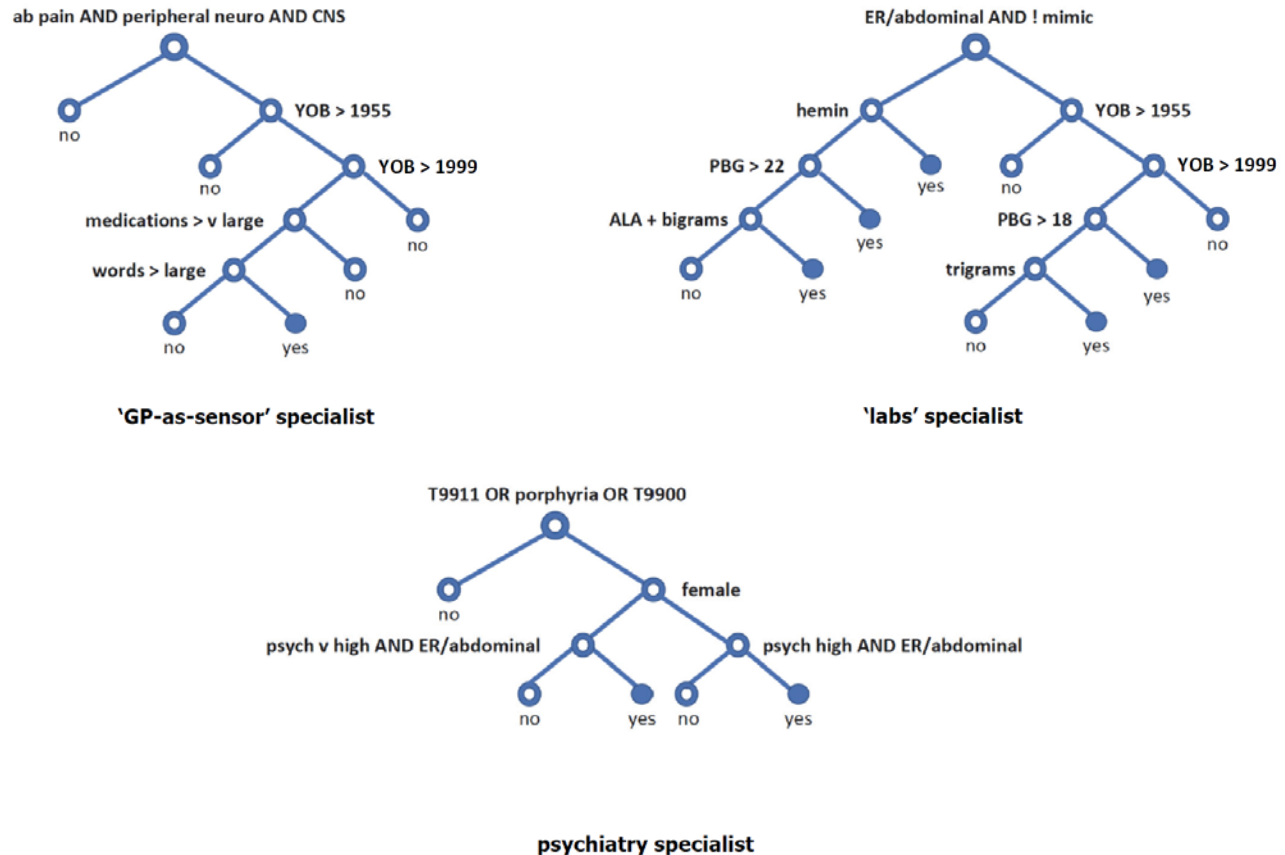 ab pain AND peripheral neuro AND CNS
no
YOB > 1955
no
YOB > 1999
medications > v large
no
words > large
no
no
yes
'GP-as-sensor' specialist
ER/abdominal AND ! mimic
hemin
YOB > 1955
PBG > 22
yes
no
YOB > 1999
ALA + bigrams
yes
PBG > 18
no
no
yes
trigrams
yes
no
yes
'labs' specialist
T9911 OR porphyria OR T9900
no
female
psych v high AND ER/abdominal
psych high AND ER/abdominal
no
yes
no
yes
psychiatry specialist